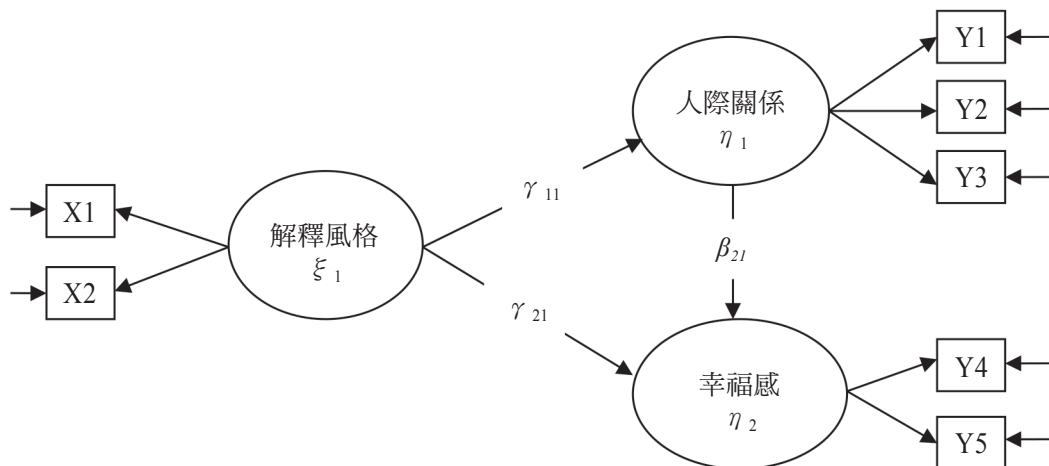 Y1
人際關係
η 1
Y2
Y3
γ 11
X1
解釋風格
ξ 1
X2
β21
γ 21
Y4
幸福感
η 2
Y5